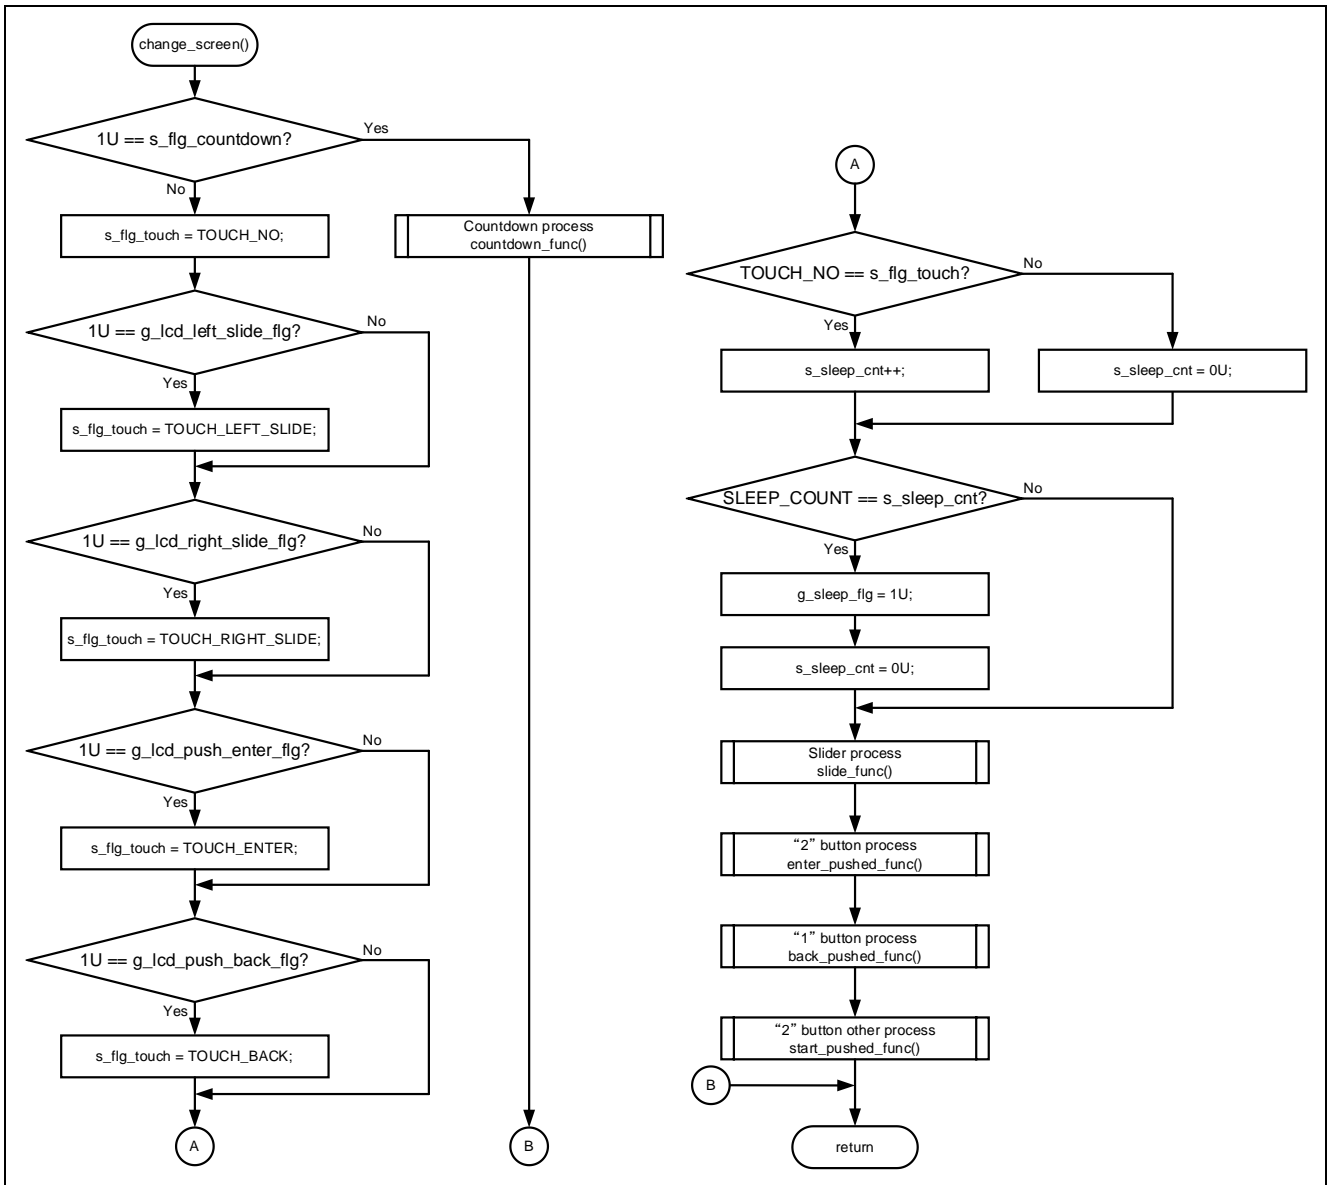 change_screen()
1U == s_flg_countdown?
Yes
No
s_flg_touch = TOUCH_NO;
Countdown process
countdown_func()
1U == g_lcd_left_slide_flg?
No
Yes
s_flg_touch = TOUCH_LEFT_SLIDE;
1U == g_lcd_right_slide_flg?
No
Yes
s_flg_touch = TOUCH_RIGHT_SLIDE;
1U == g_lcd_push_enter_flg?
No
Yes
s_flg_touch = TOUCH_ENTER;
1U == g_lcd_push_back_flg?
No
Yes
s_flg_touch = TOUCH_BACK;
A
B
A
TOUCH_NO == s_flg_touch?
No
Yes
s_sleep_cnt++;
s_sleep_cnt = 0U;
SLEEP_COUNT == s_sleep_cnt?
No
Yes
g_sleep_flg = 1U;
s_sleep_cnt = 0U;
Slider process
slide_func()
“2” button process
enter_pushed_func()
“1” button process
back_pushed_func()
“2” button other process
start_pushed_func()
B
return